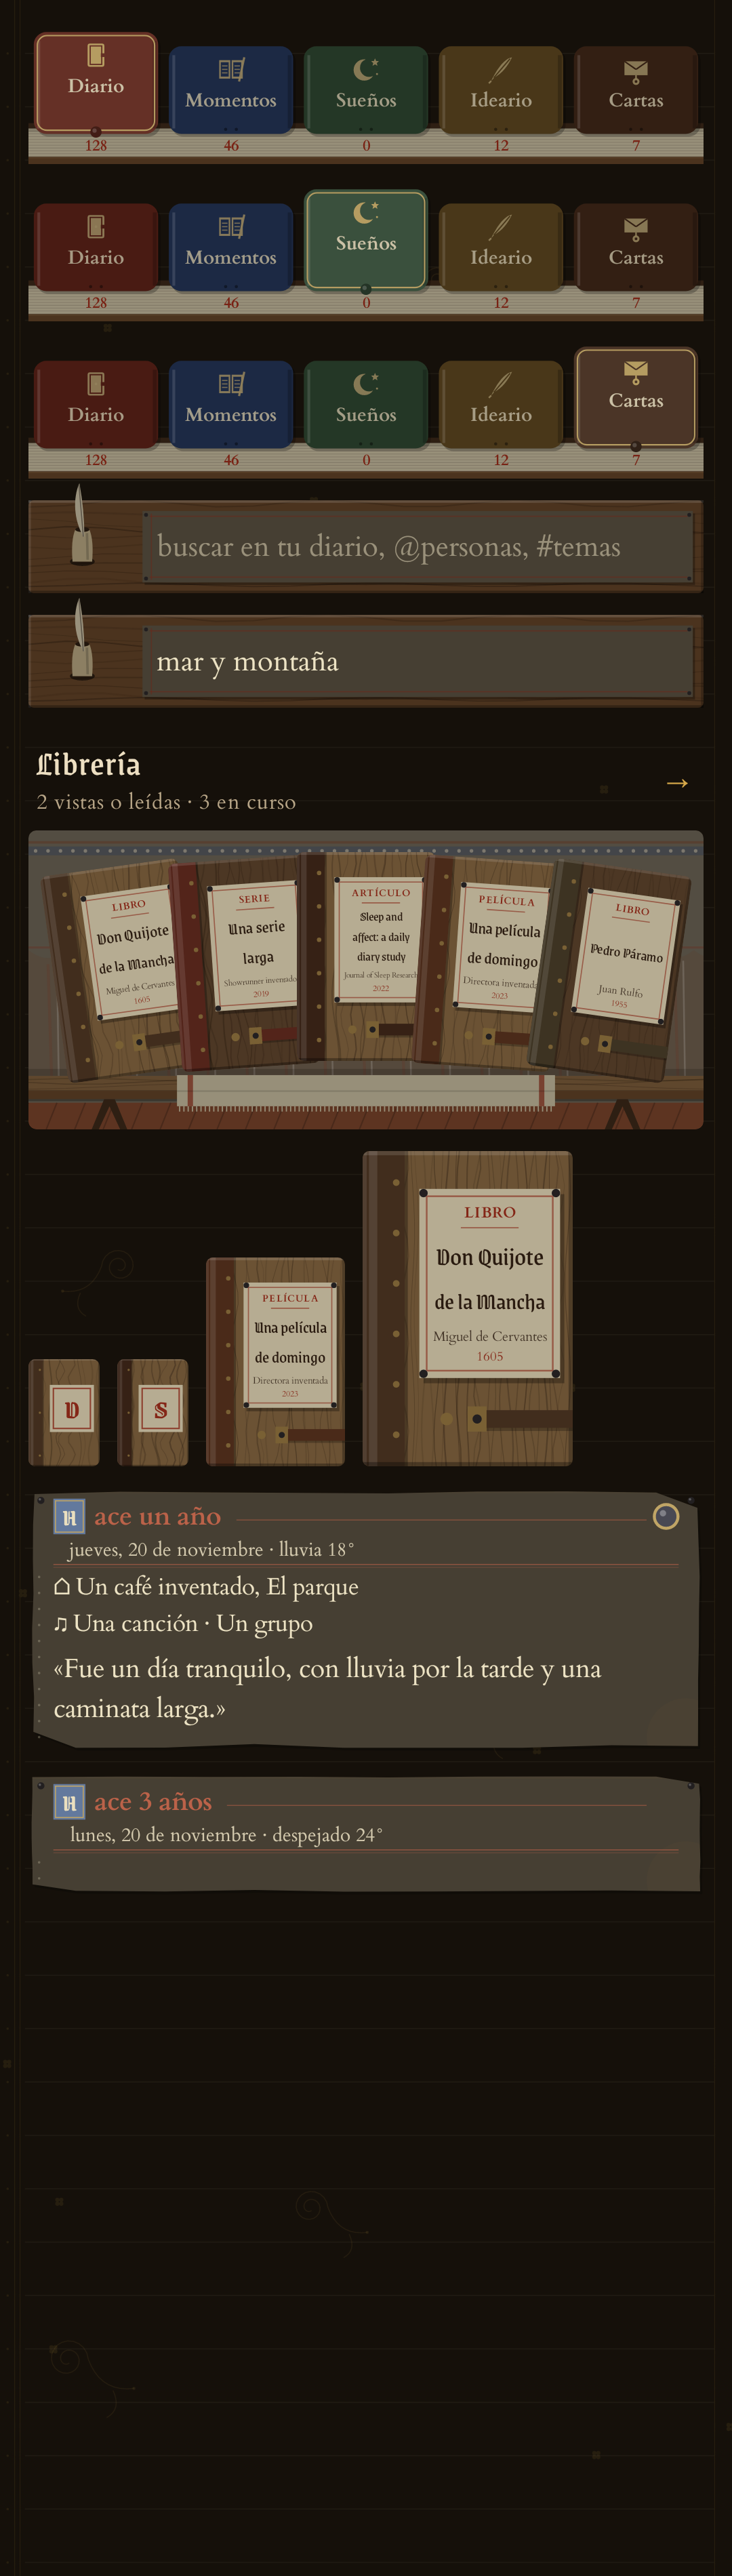 Diario
Momentos
Sueños
Ideario
Cartas
128
46
0
12
7
Diario
Momentos
Sueños
Ideario
Cartas
128
46
0
12
7
Diario
Momentos
Sueños
Ideario
Cartas
128
46
0
12
7
buscar en tu diario, @personas, #temas
mar y montaña
Librería
2 vistas o leídas · 3 en curso
→
LIBRO
Don Quijote
de la Mancha
Miguel de Cervantes
1605
SERIE
Una serie
larga
Showrunner inventado
2019
ARTÍCULO
Sleep and
affect: a daily
diary study
Journal of Sleep Research
2022
PELÍCULA
Una película
de domingo
Directora inventada
2023
LIBRO
Pedro Páramo
Juan Rulfo
1955
D
S
PELÍCULA
Una película
de domingo
Directora inventada
2023
LIBRO
Don Quijote
de la Mancha
Miguel de Cervantes
1605
H ace un año
jueves, 20 de noviembre · lluvia 18°
⌂ Un café inventado, El parque
♫ Una canción · Un grupo
«Fue un día tranquilo, con lluvia por la tarde y una
caminata larga.»
H ace 3 años
lunes, 20 de noviembre · despejado 24°